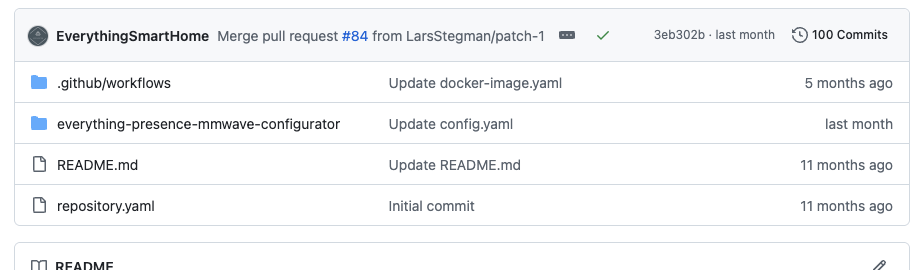 EverythingSmartHome Merge pull request #84 from LarsStegman/patch-1 3eb302b · last month 100 Commits
.github/workflows Update docker-image.yaml 5 months ago
everything-presence-mmwave-configurator Update config.yaml last month
README.md Update README.md 11 months ago
repository.yaml Initial commit 11 months ago
README